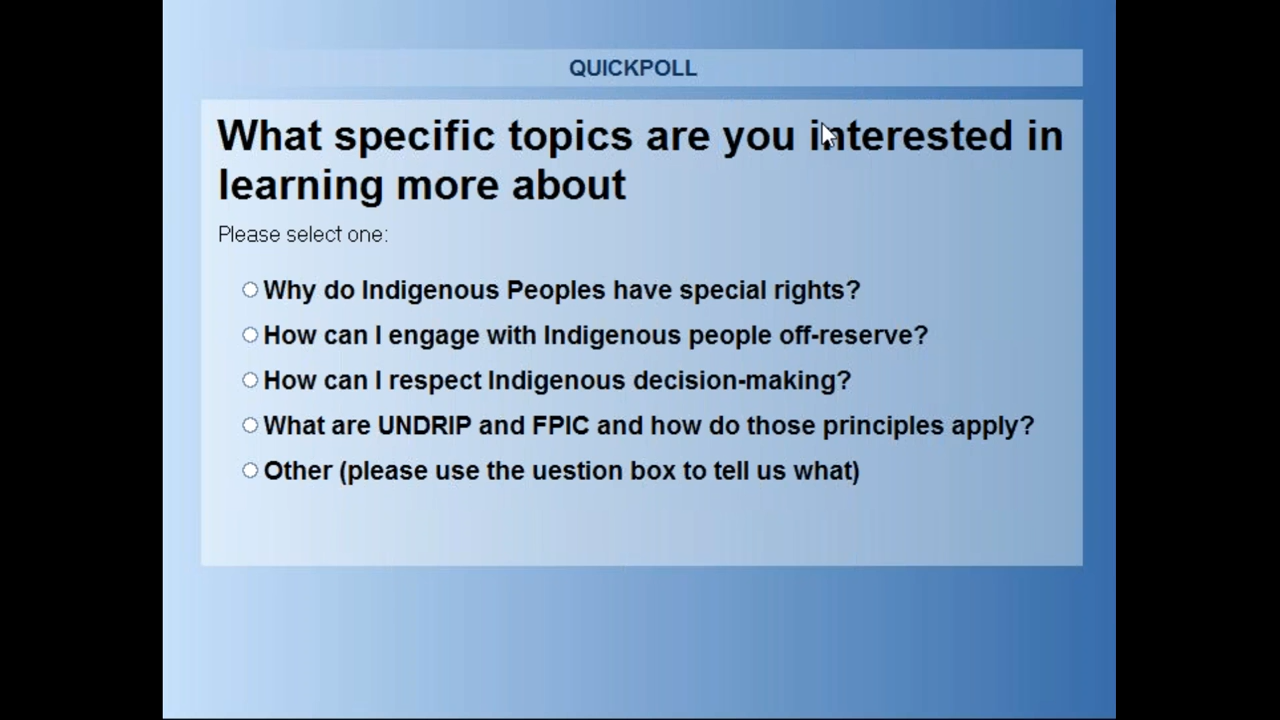 QUICKPOLL
What specific topics are you interested in
learning more about
Please select one:
Why do Indigenous Peoples have special rights?
How can I engage with Indigenous people off-reserve?
How can I respect Indigenous decision-making?
What are UNDRIP and FPIC and how do those principles apply?
Other (please use the uestion box to tell us what)